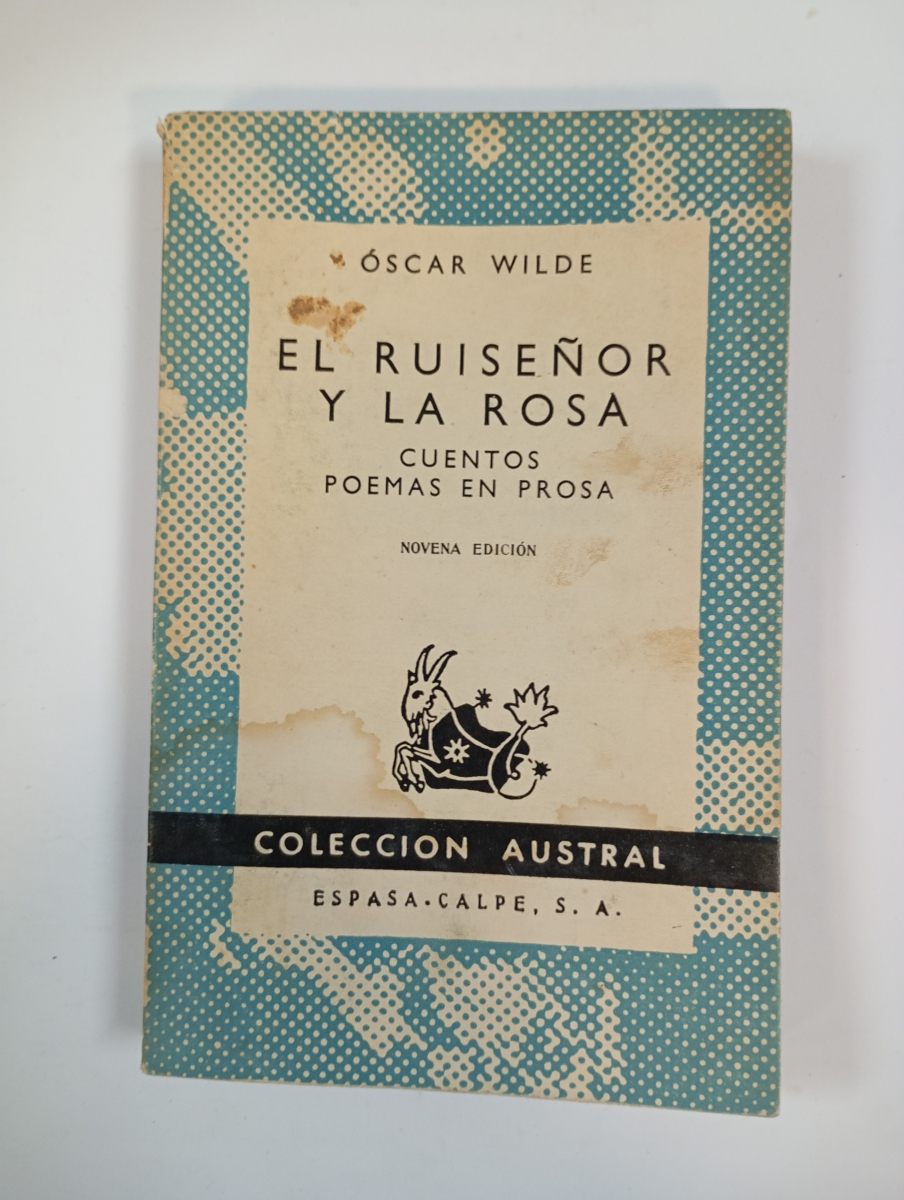 ÓSCAR WILDE
EL RUISEÑOR
Y LA ROSA
CUENTOS
POEMAS EN PROSA
NOVENA EDICIÓN
COLECCION AUSTRAL
ESPASA-CALPE, S. A.